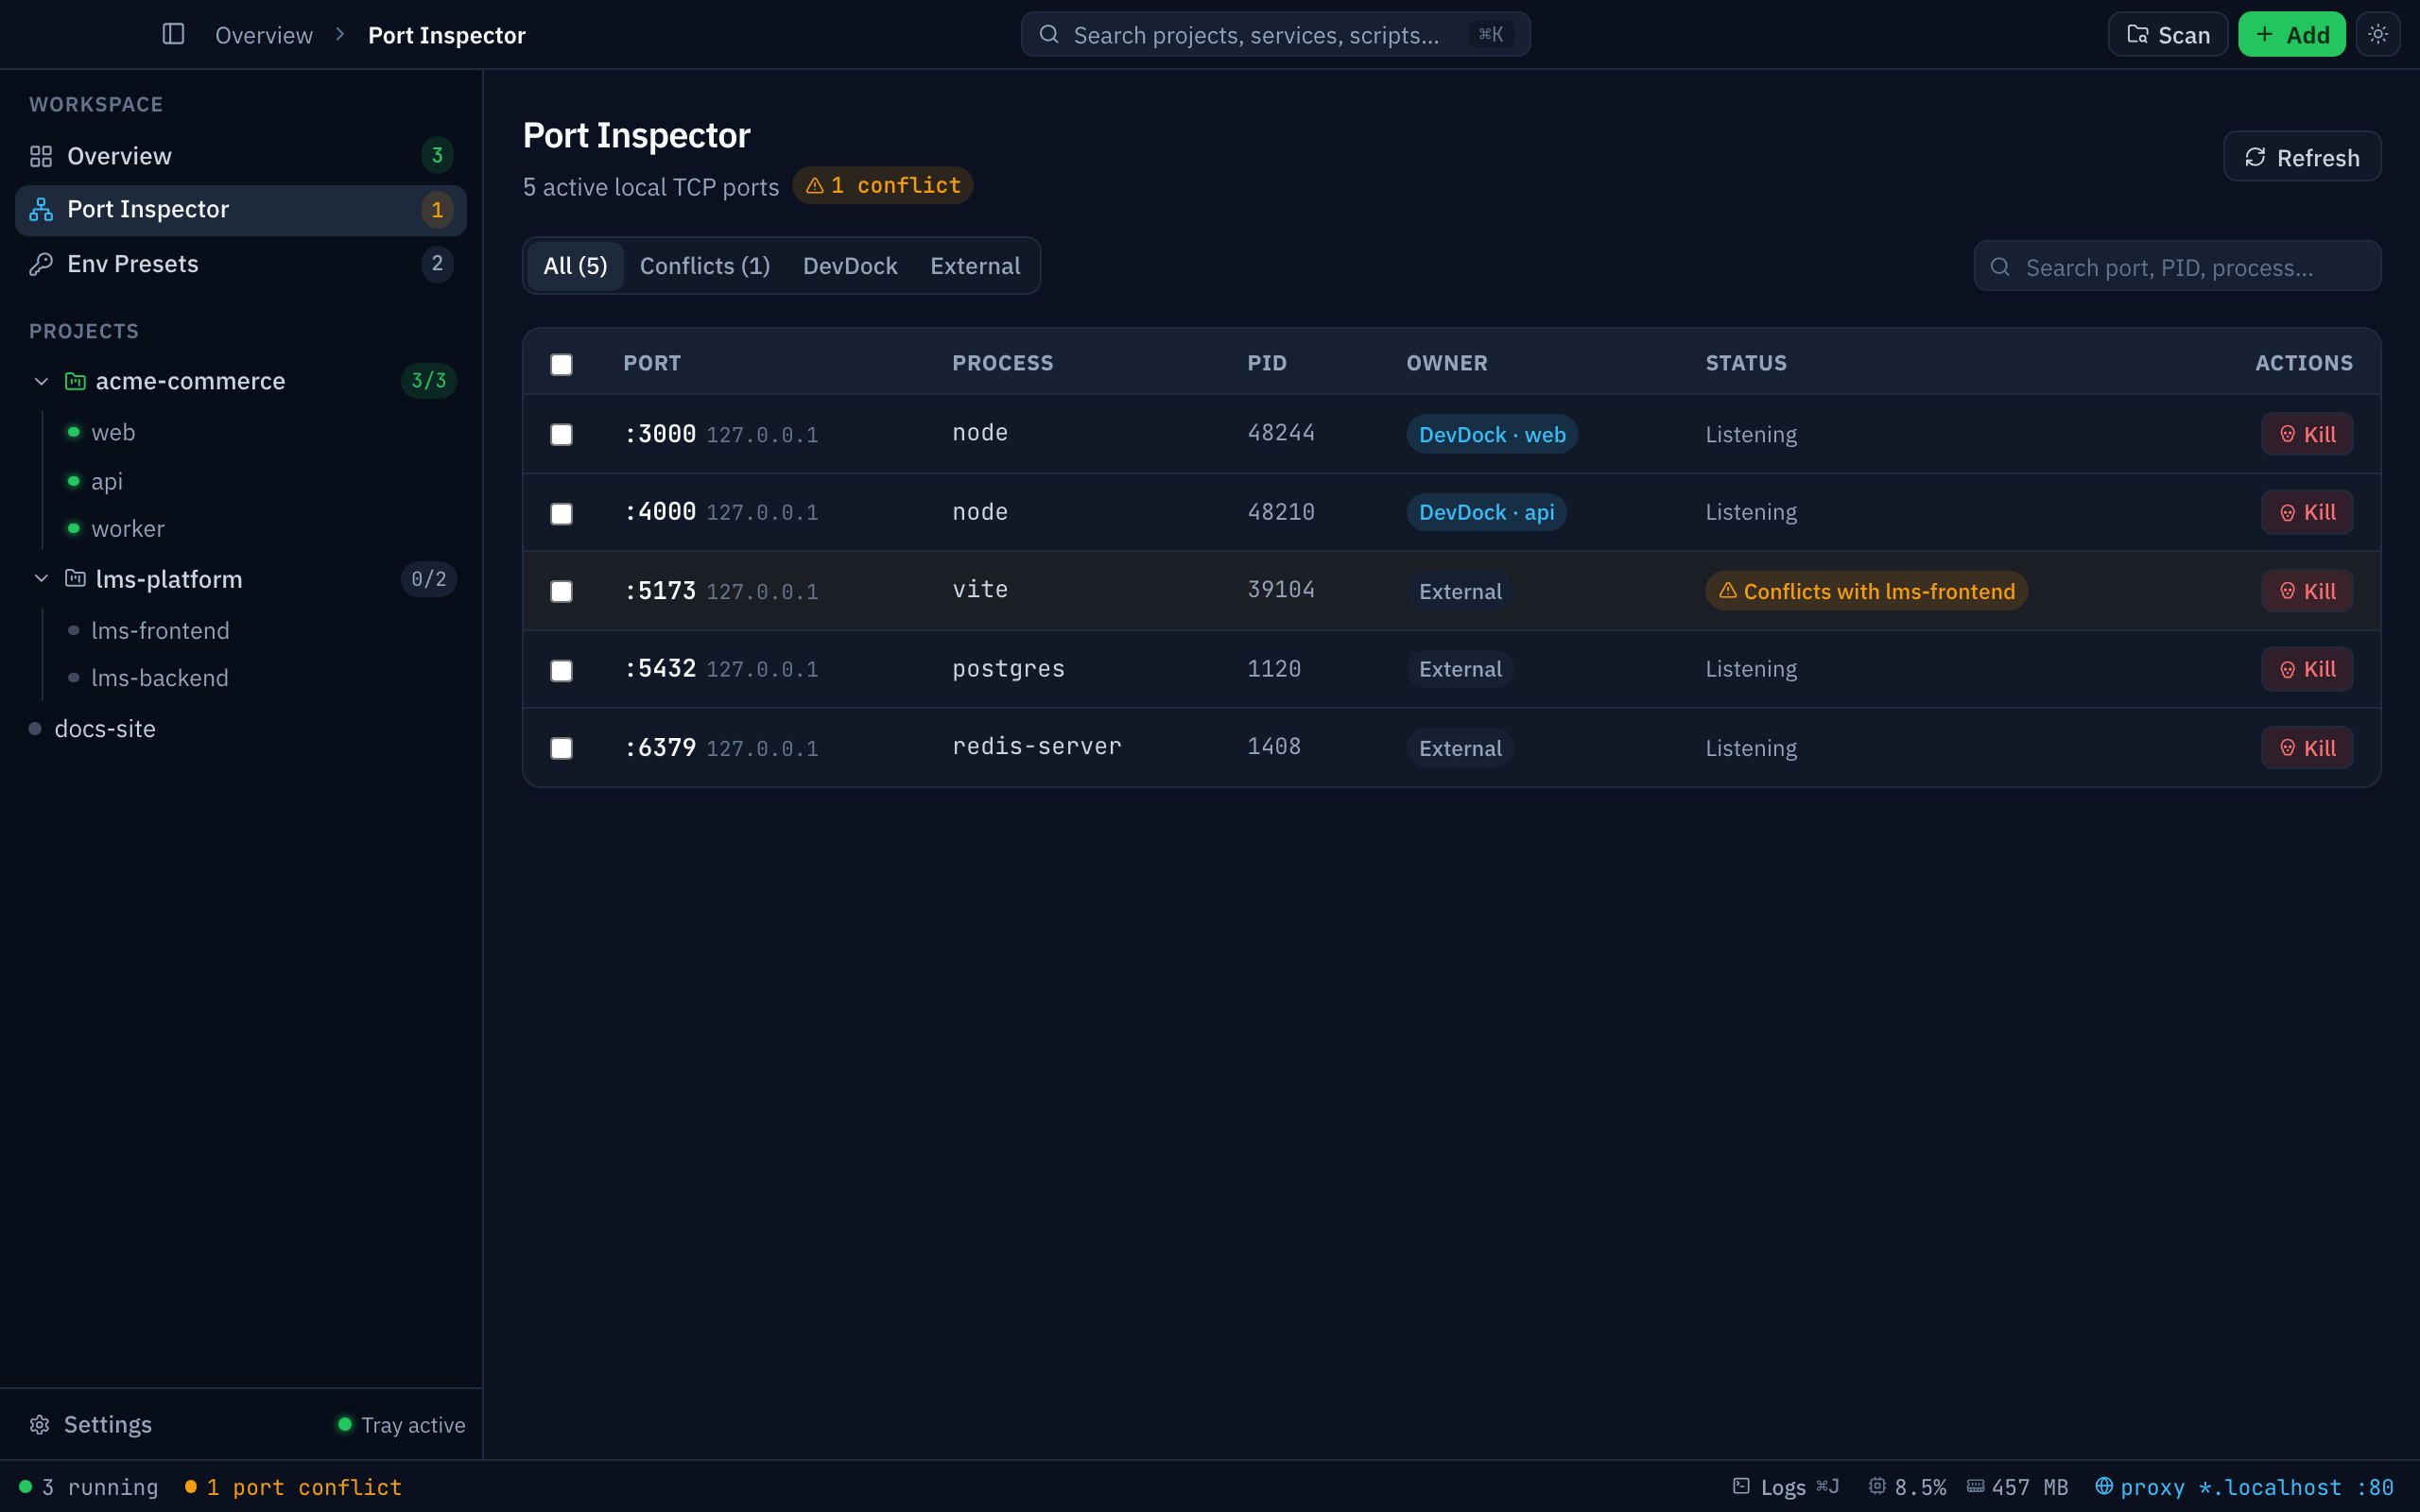 Overview > Port Inspector
Search projects, services, scripts... ⌘K
Scan
+ Add
WORKSPACE
Overview 3
Port Inspector 1
Env Presets 2
PROJECTS
acme-commerce 3/3
web
api
worker
lms-platform 0/2
lms-frontend
lms-backend
docs-site
Settings
Tray active
Port Inspector
5 active local TCP ports 1 conflict
Refresh
All (5) Conflicts (1) DevDock External
Search port, PID, process...
PORT PROCESS PID OWNER STATUS ACTIONS
:3000 127.0.0.1 node 48244 DevDock · web Listening Kill
:4000 127.0.0.1 node 48210 DevDock · api Listening Kill
:5173 127.0.0.1 vite 39104 External Conflicts with lms-frontend Kill
:5432 127.0.0.1 postgres 1120 External Listening Kill
:6379 127.0.0.1 redis-server 1408 External Listening Kill
3 running 1 port conflict
Logs ⌘J 8.5% 457 MB proxy *.localhost :80